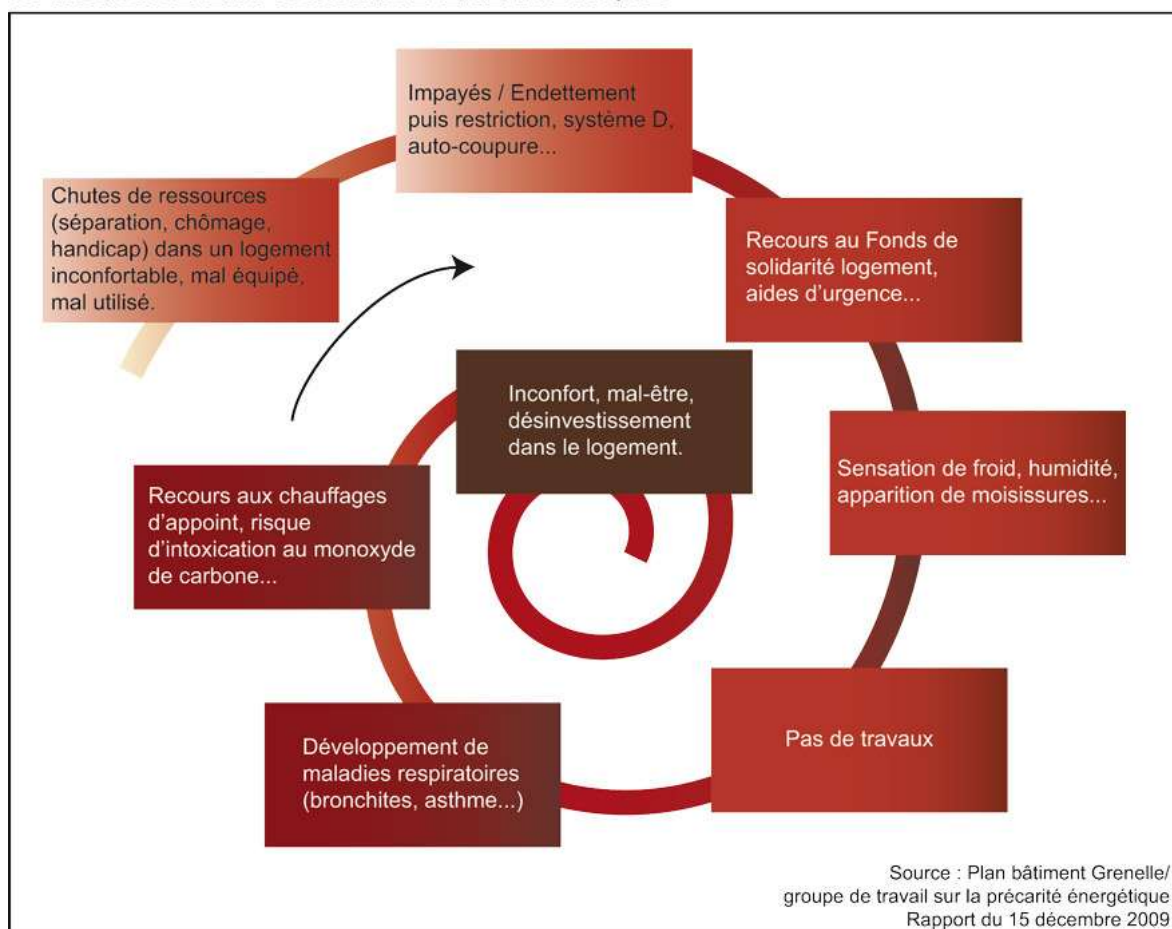 Impayés / Endettement
puis restriction, système D,
auto-coupure...
Chutes de ressources
(séparation, chômage,
handicap) dans un logement
inconfortable, mal équipé,
mal utilisé.
Recours au Fonds de
solidarité logement,
aides d'urgence...
Inconfort, mal-être,
désinvestissement
dans le logement.
Sensation de froid, humidité,
apparition de moisissures...
Recours aux chauffages
d'appoint, risque
d'intoxication au monoxyde
de carbone...
Pas de travaux
Développement de
maladies respiratoires
(bronchites, asthme...)
Source : Plan bâtiment Grenelle/
groupe de travail sur la précarité énergétique
Rapport du 15 décembre 2009